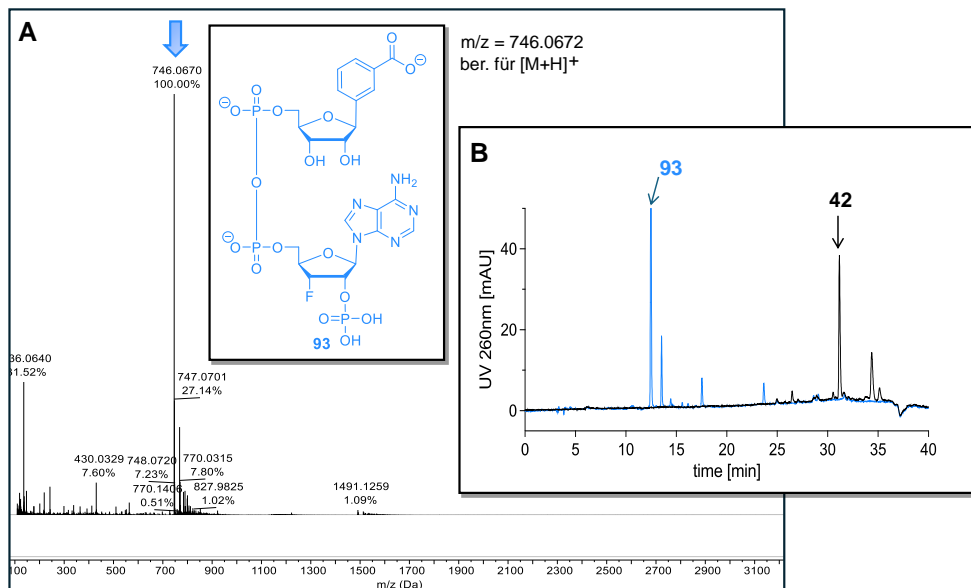 A
746.0670
100.00%
m/z = 746.0672
ber. für [M+H]+
O
O⊖
⊖O P O
O
O
OH OH
O
NH2
N N
N N
⊖O P O
O
O
F
O
O=P–OH
OH
93
36.0640
31.52%
747.0701
27.14%
430.0329
7.60%
748.0720
7.23%
770.0315
7.80%
770.1406
0.51%
827.9825
1.02%
1491.1259
1.09%
100 300 500 700 900 1100 1300 1500 1700 1900 2100 2300 2500 2700 2900 3100
m/z (Da)
B
93
42
UV 260nm [mAU]
40
20
0
0 5 10 15 20 25 30 35 40
time [min]